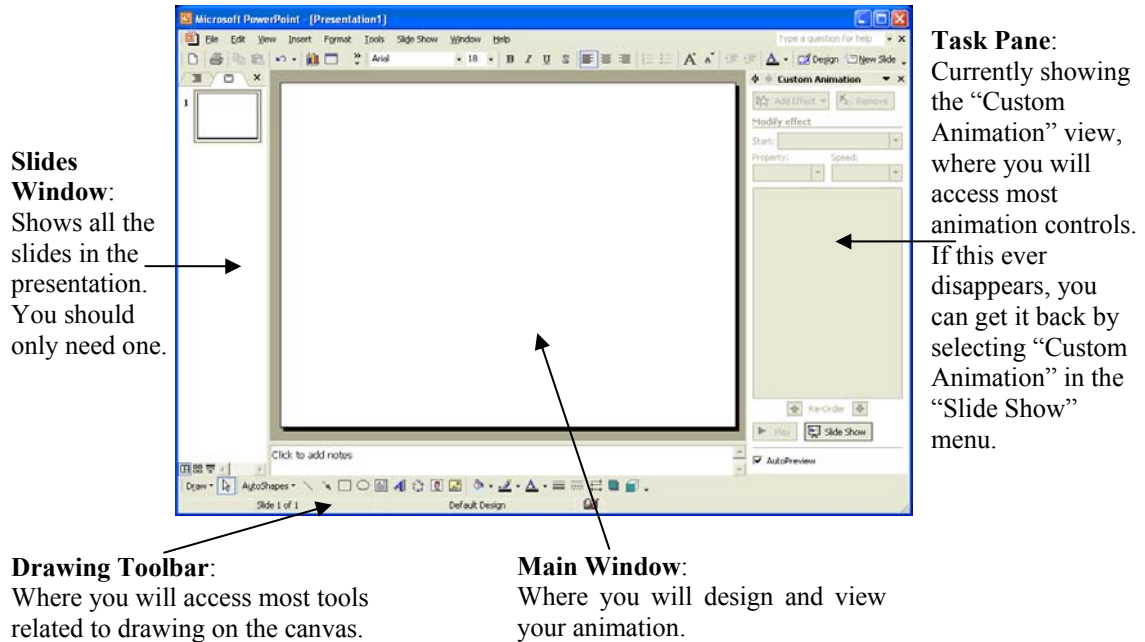 Microsoft PowerPoint - [Presentation1]
File Edit View Insert Format Tools Slide Show Window Help
Type a question for help
Arial 18 B I U S A A A Design New Slide
Custom Animation
1
Add Effect Remove
Modify effect
Start:
Property: Speed:
Re-Order
Play Slide Show
AutoPreview
Click to add notes
Draw AutoShapes A A
Slide 1 of 1 Default Design
Slides
Window:
Shows all the
slides in the
presentation.
You should
only need one.
Task Pane:
Currently showing
the “Custom
Animation” view,
where you will
access most
animation controls.
If this ever
disappears, you
can get it back by
selecting “Custom
Animation” in the
“Slide Show”
menu.
Drawing Toolbar:
Where you will access most tools
related to drawing on the canvas.
Main Window:
Where you will design and view
your animation.